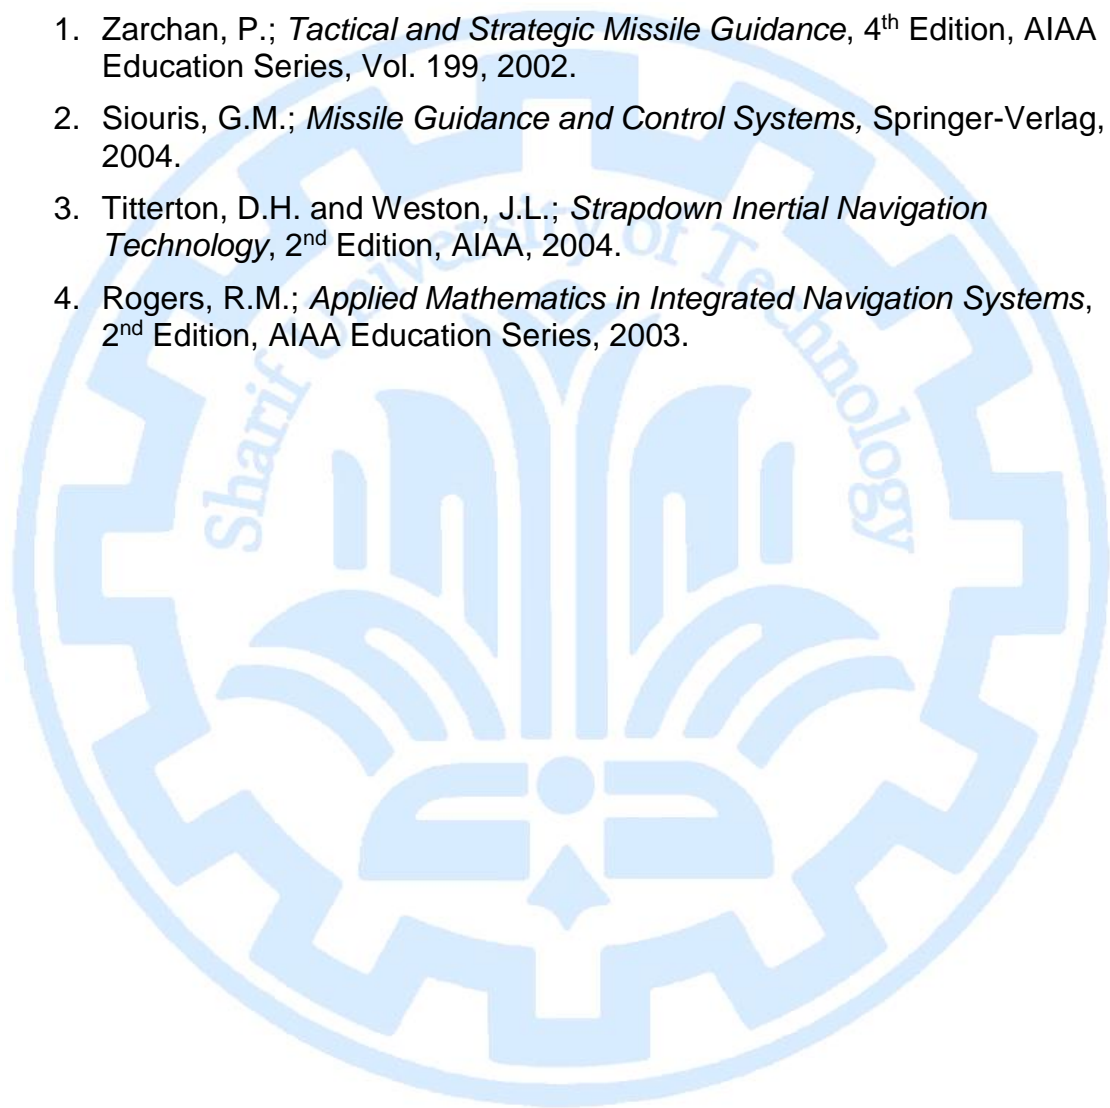 1. Zarchan, P.; Tactical and Strategic Missile Guidance, 4th Edition, AIAA
Education Series, Vol. 199, 2002.
2. Siouris, G.M.; Missile Guidance and Control Systems, Springer-Verlag,
2004.
3. Titterton, D.H. and Weston, J.L.; Strapdown Inertial Navigation
Technology, 2nd Edition, AIAA, 2004.
4. Rogers, R.M.; Applied Mathematics in Integrated Navigation Systems,
2nd Edition, AIAA Education Series, 2003.
Sharif University of Technology